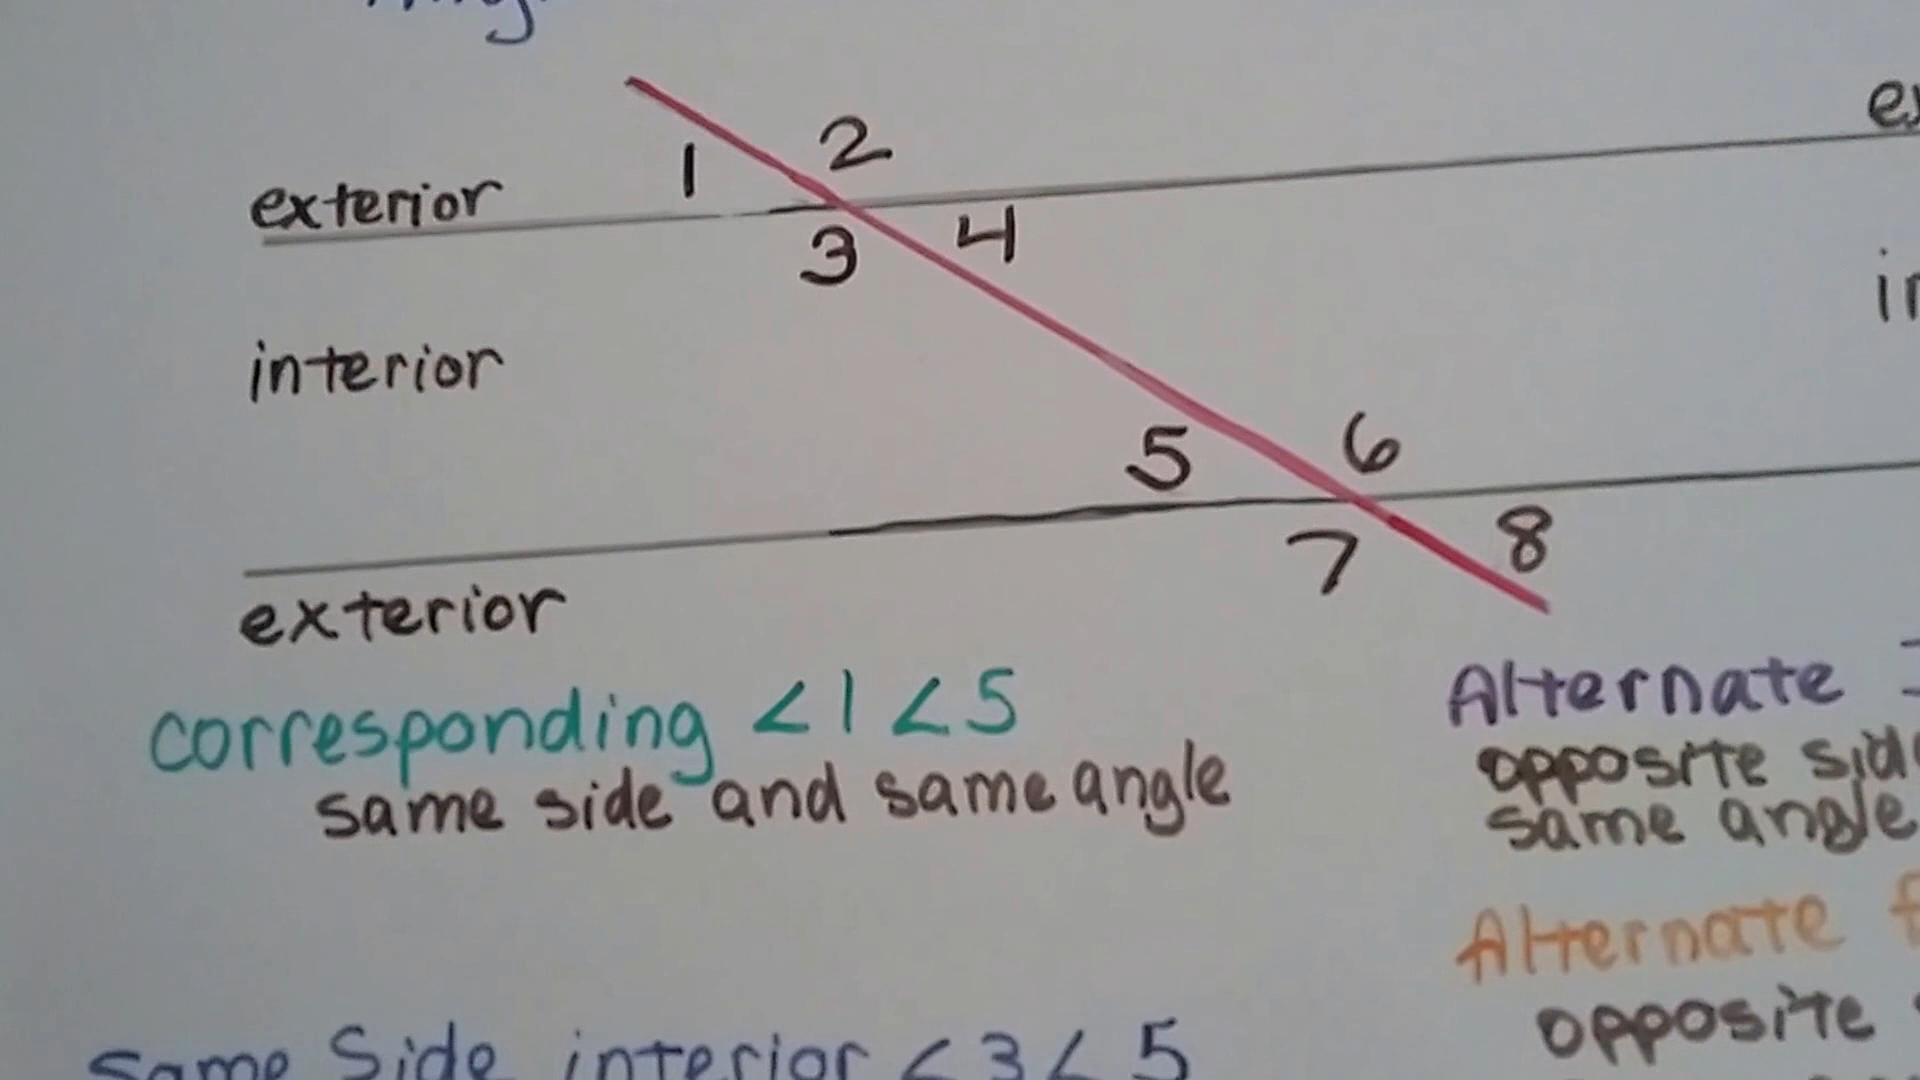 1 2
exterior
3 4
interior
5 6
7 8
exterior
corresponding <1 <5
same side and same angle
Alternate
opposite
same angle
Alternate
opposite
Same Side interior <3 < 5